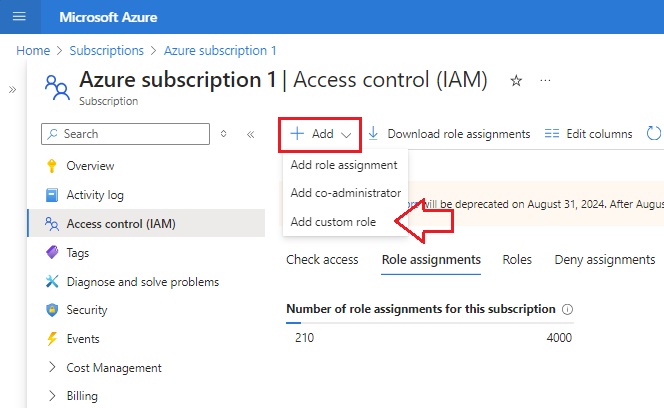 Microsoft Azure
Home > Subscriptions > Azure subscription 1
Azure subscription 1 | Access control (IAM)
Subscription
Search
Overview
Activity log
Access control (IAM)
Tags
Diagnose and solve problems
Security
Events
Cost Management
Billing
Add
Download role assignments
Edit columns
Add role assignment
Add co-administrator
Add custom role
will be deprecated on August 31, 2024. After Augus
Check access
Role assignments
Roles
Deny assignments
Number of role assignments for this subscription
210
4000